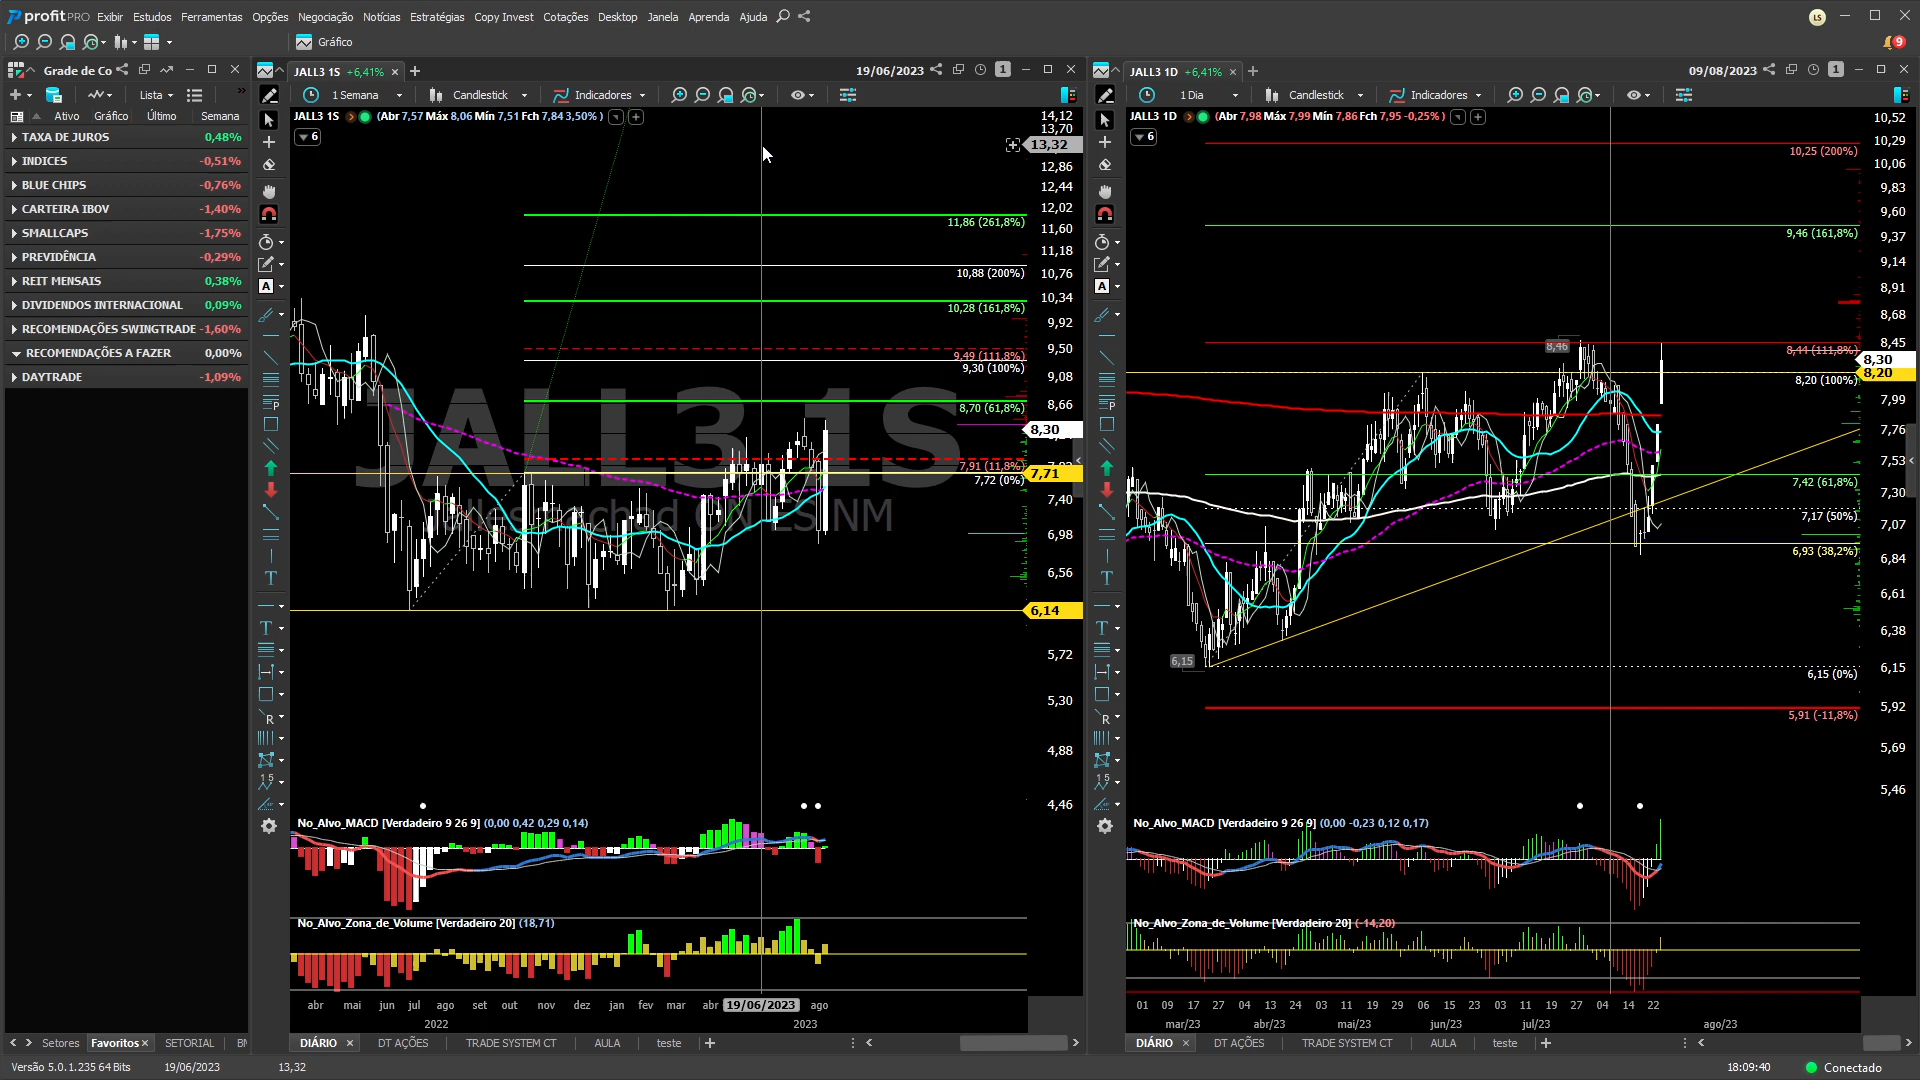 profitPRO Exibir Estudos Ferramentas Opções Negociação Notícias Estratégias Copy Invest Cotações Desktop Janela Aprenda Ajuda LS
Gráfico 9
Grade de Co
Lista
Ativo Gráfico Último Semana
TAXA DE JUROS 0,48%
INDICES -0,51%
BLUE CHIPS -0,76%
CARTEIRA IBOV -1,40%
SMALLCAPS -1,75%
PREVIDÊNCIA -0,29%
REIT MENSAIS 0,38%
DIVIDENDOS INTERNACIONAL 0,09%
RECOMENDAÇÕES SWINGTRADE -1,60%
RECOMENDAÇÕES A FAZER 0,00%
DAYTRADE -1,09%
Setores Favoritos SETORIAL
JALL3 1S +6,41% 19/06/2023 1
1 Semana Candlestick Indicadores
JALL3 1S (Abr 7,57 Máx 8,06 Mín 7,51 Fch 7,84 3,50% )
6
14,12
13,70
13,32
12,86
12,44
12,02
11,86 (261,8%)
11,60
11,18
10,88 (200%)
10,76
10,34
10,28 (161,8%)
9,92
9,50
9,49 (111,8%)
9,30 (100%)
9,08
8,70 (61,8%)
8,66
8,30
7,91 (11,8%)
7,71
7,72 (0%)
7,40
6,98
6,56
6,14
5,72
5,30
4,88
4,46
JALL3 1S
ON ES NM
No_Alvo_MACD [Verdadeiro 9 26 9] (0,00 0,42 0,29 0,14)
No_Alvo_Zona_de_Volume [Verdadeiro 20] (18,71)
abr mai jun jul ago set out nov dez jan fev mar abr 19/06/2023 ago
2022 2023
DIÁRIO DT AÇÕES TRADE SYSTEM CT AULA teste
JALL3 1D +6,41% 09/08/2023 1
1 Dia Candlestick Indicadores
JALL3 1D (Abr 7,98 Máx 7,99 Mín 7,86 Fch 7,95 -0,25% )
6
10,52
10,29
10,25 (200%)
10,06
9,83
9,60
9,46 (161,8%)
9,37
9,14
8,91
8,68
8,46
8,45
8,44 (111,8%)
8,30
8,20
8,20 (100%)
7,99
7,76
7,53
7,42 (61,8%)
7,30
7,17 (50%)
7,07
6,93 (38,2%)
6,84
6,61
6,38
6,15
6,15
6,15 (0%)
5,92
5,91 (-11,8%)
5,69
5,46
No_Alvo_MACD [Verdadeiro 9 26 9] (0,00 -0,23 0,12 0,17)
No_Alvo_Zona_de_Volume [Verdadeiro 20] (-14,20)
01 09 17 27 04 13 24 03 11 19 29 06 15 23 03 11 19 27 04 14 22
mar/23 abr/23 mai/23 jun/23 jul/23 ago/23
DIÁRIO DT AÇÕES TRADE SYSTEM CT AULA teste
Versão 5.0.1.235 64 Bits 19/06/2023 13,32 18:09:40 Conectado